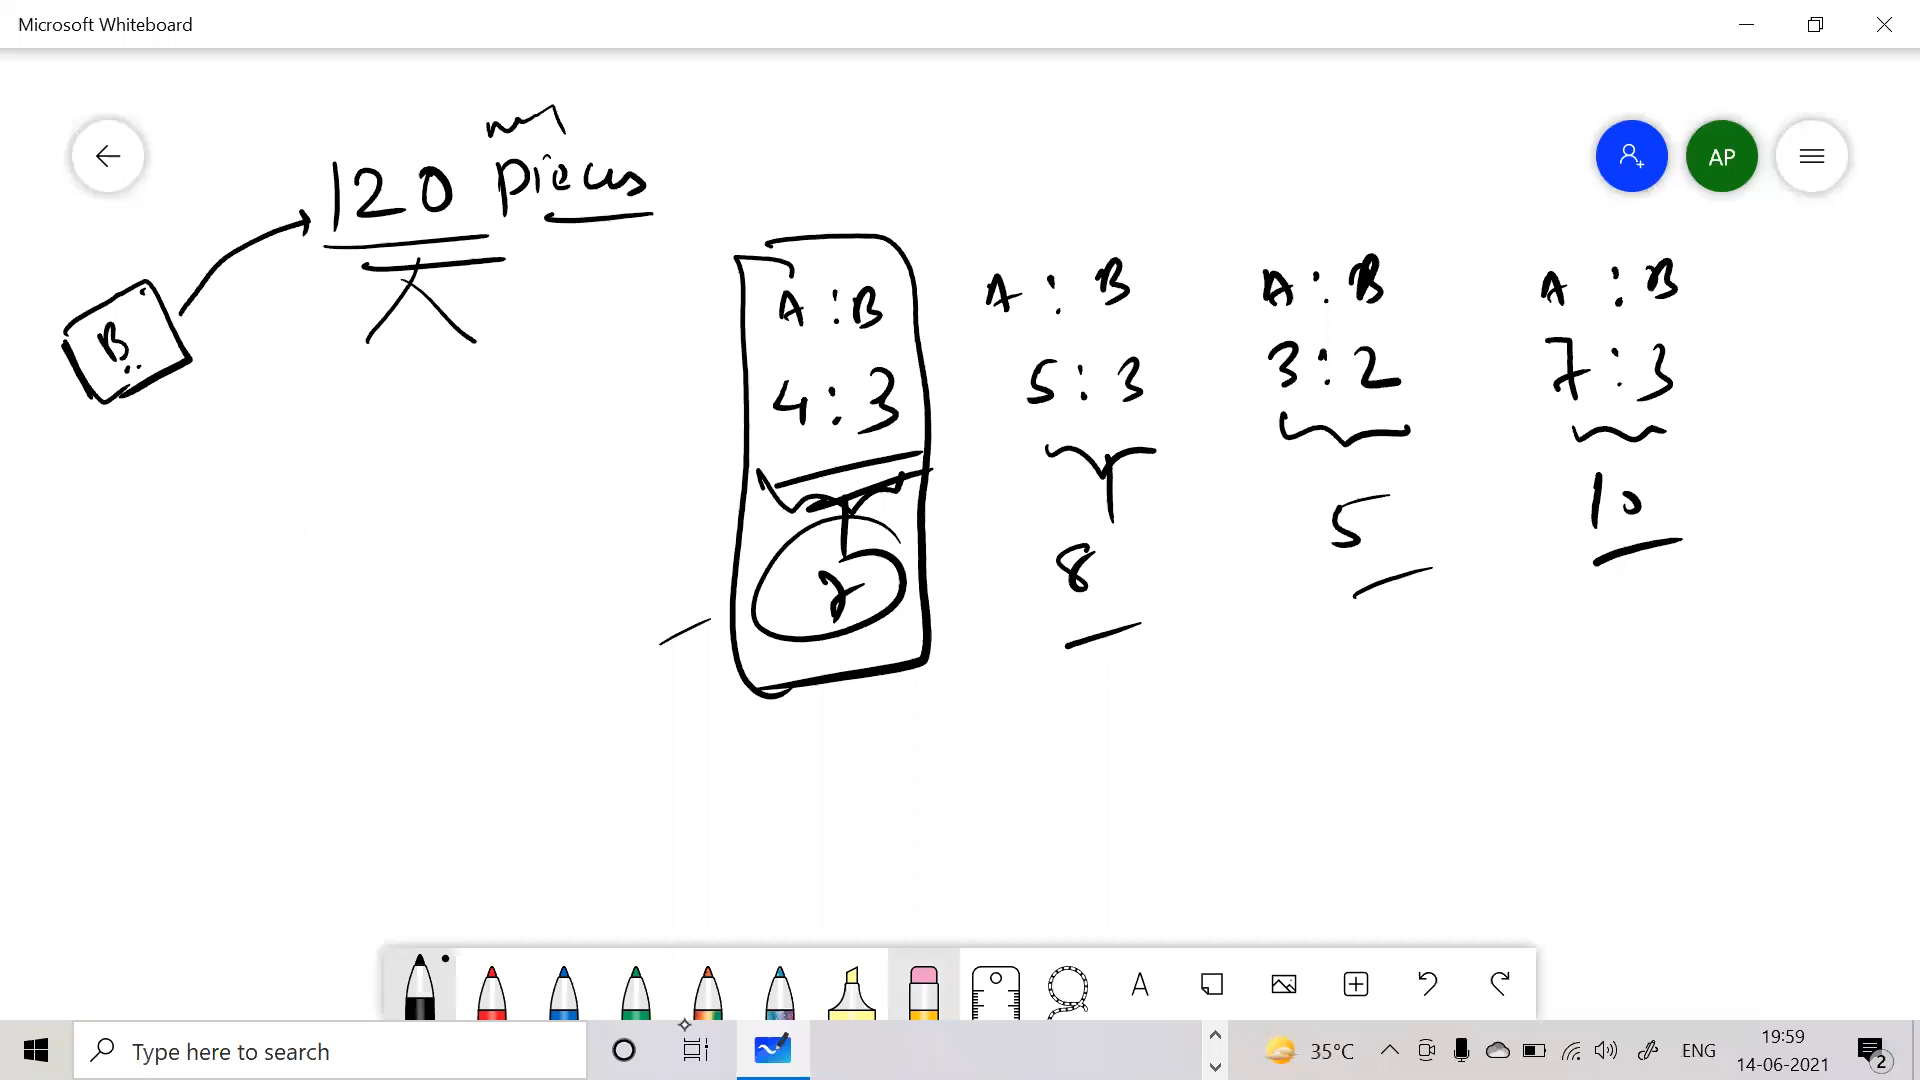 Microsoft Whiteboard
AP
120 Pieces
B
A : B
4 : 3
7
A : B
5 : 3
8
A : B
3 : 2
5
A : B
7 : 3
10
A
Type here to search
35°C
ENG
19:59
14-06-2021
2